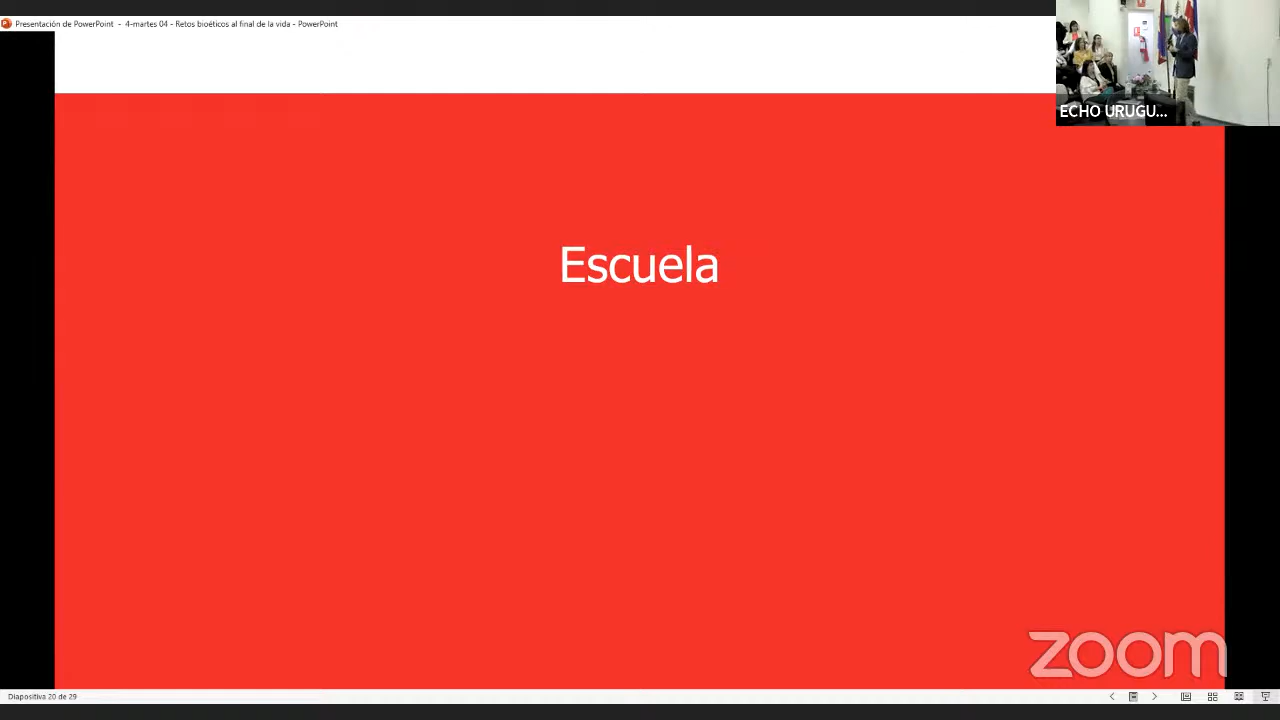 Presentación de PowerPoint - 4-martes 04 - Retos bioéticos al final de la vida - PowerPoint
ECHO URUGU...
Escuela
zoom
Diapositiva 20 de 29